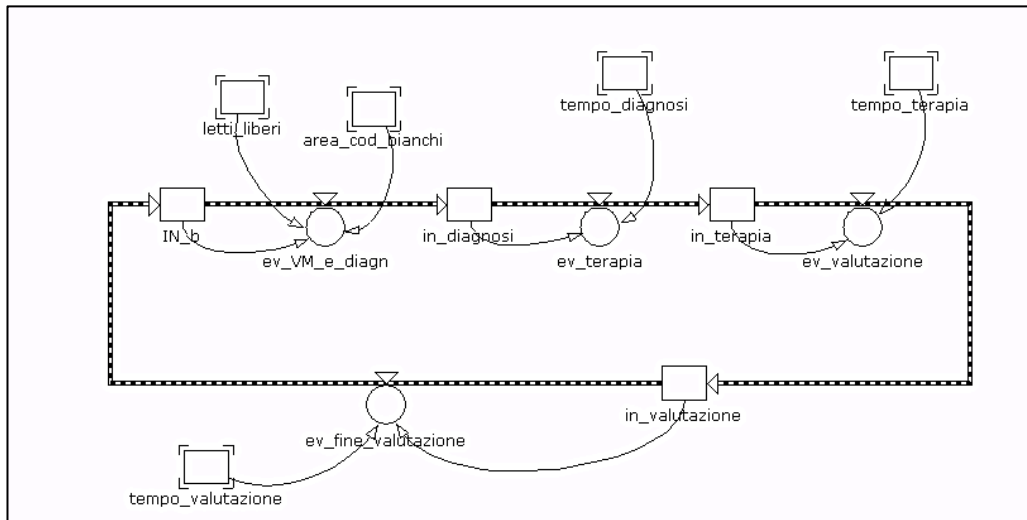 tempo_diagnosi
tempo_terapia
letti_liberi
area_cod_bianchi
IN_b
in_diagnosi
in_terapia
ev_VM_e_diagn
ev_terapia
ev_valutazione
in_valutazione
ev_fine_valutazione
tempo_valutazione